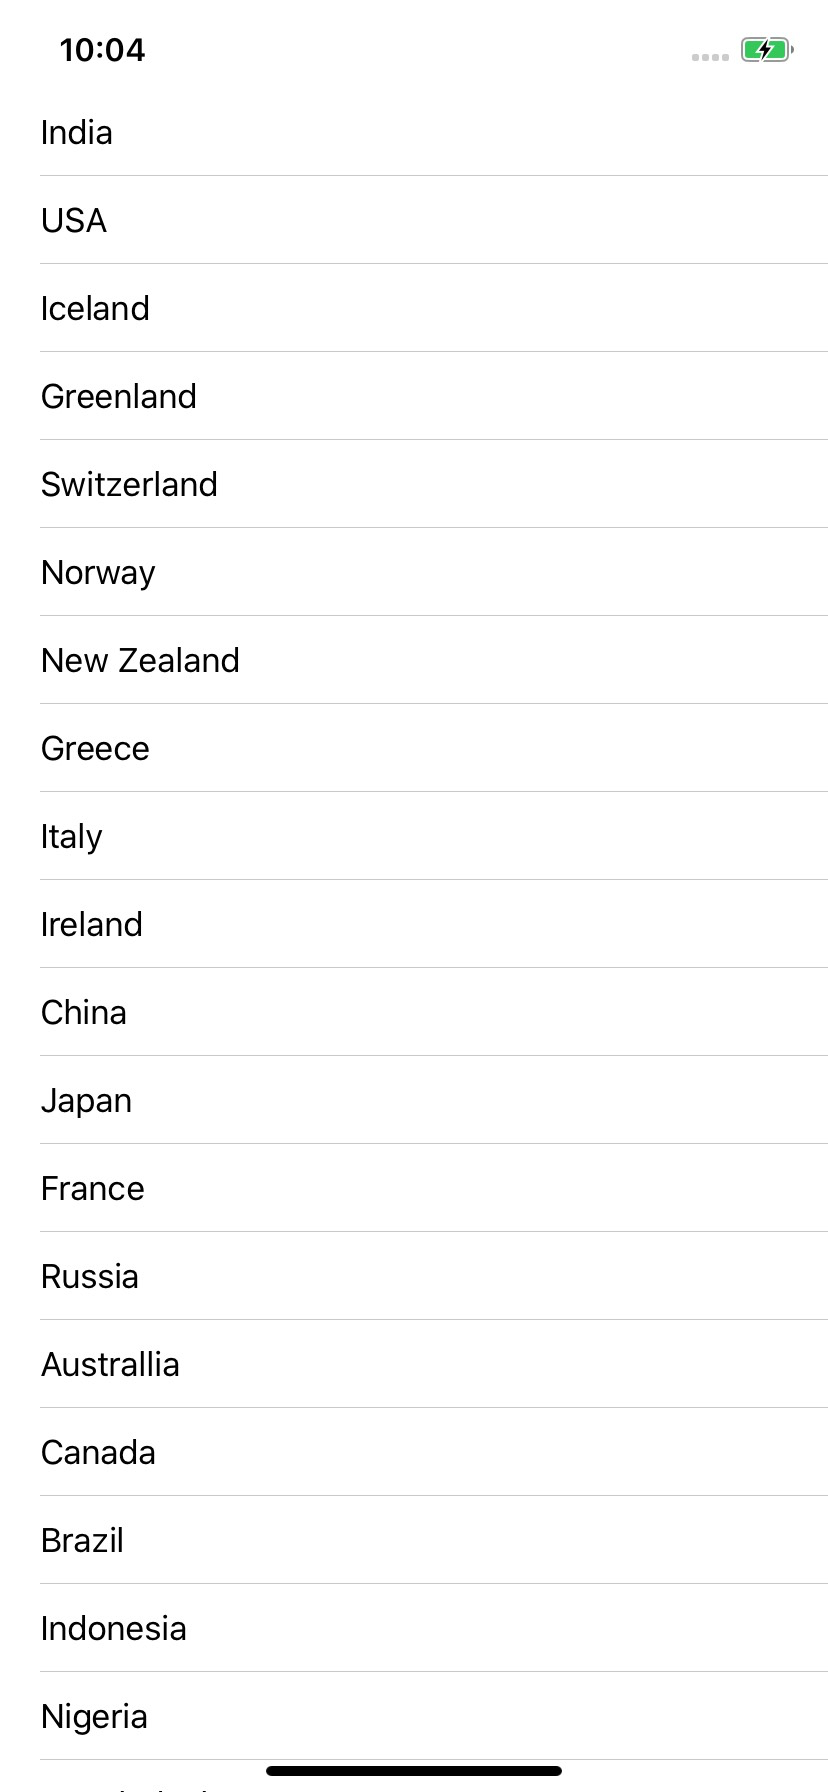 10:04
India
USA
Iceland
Greenland
Switzerland
Norway
New Zealand
Greece
Italy
Ireland
China
Japan
France
Russia
Australlia
Canada
Brazil
Indonesia
Nigeria